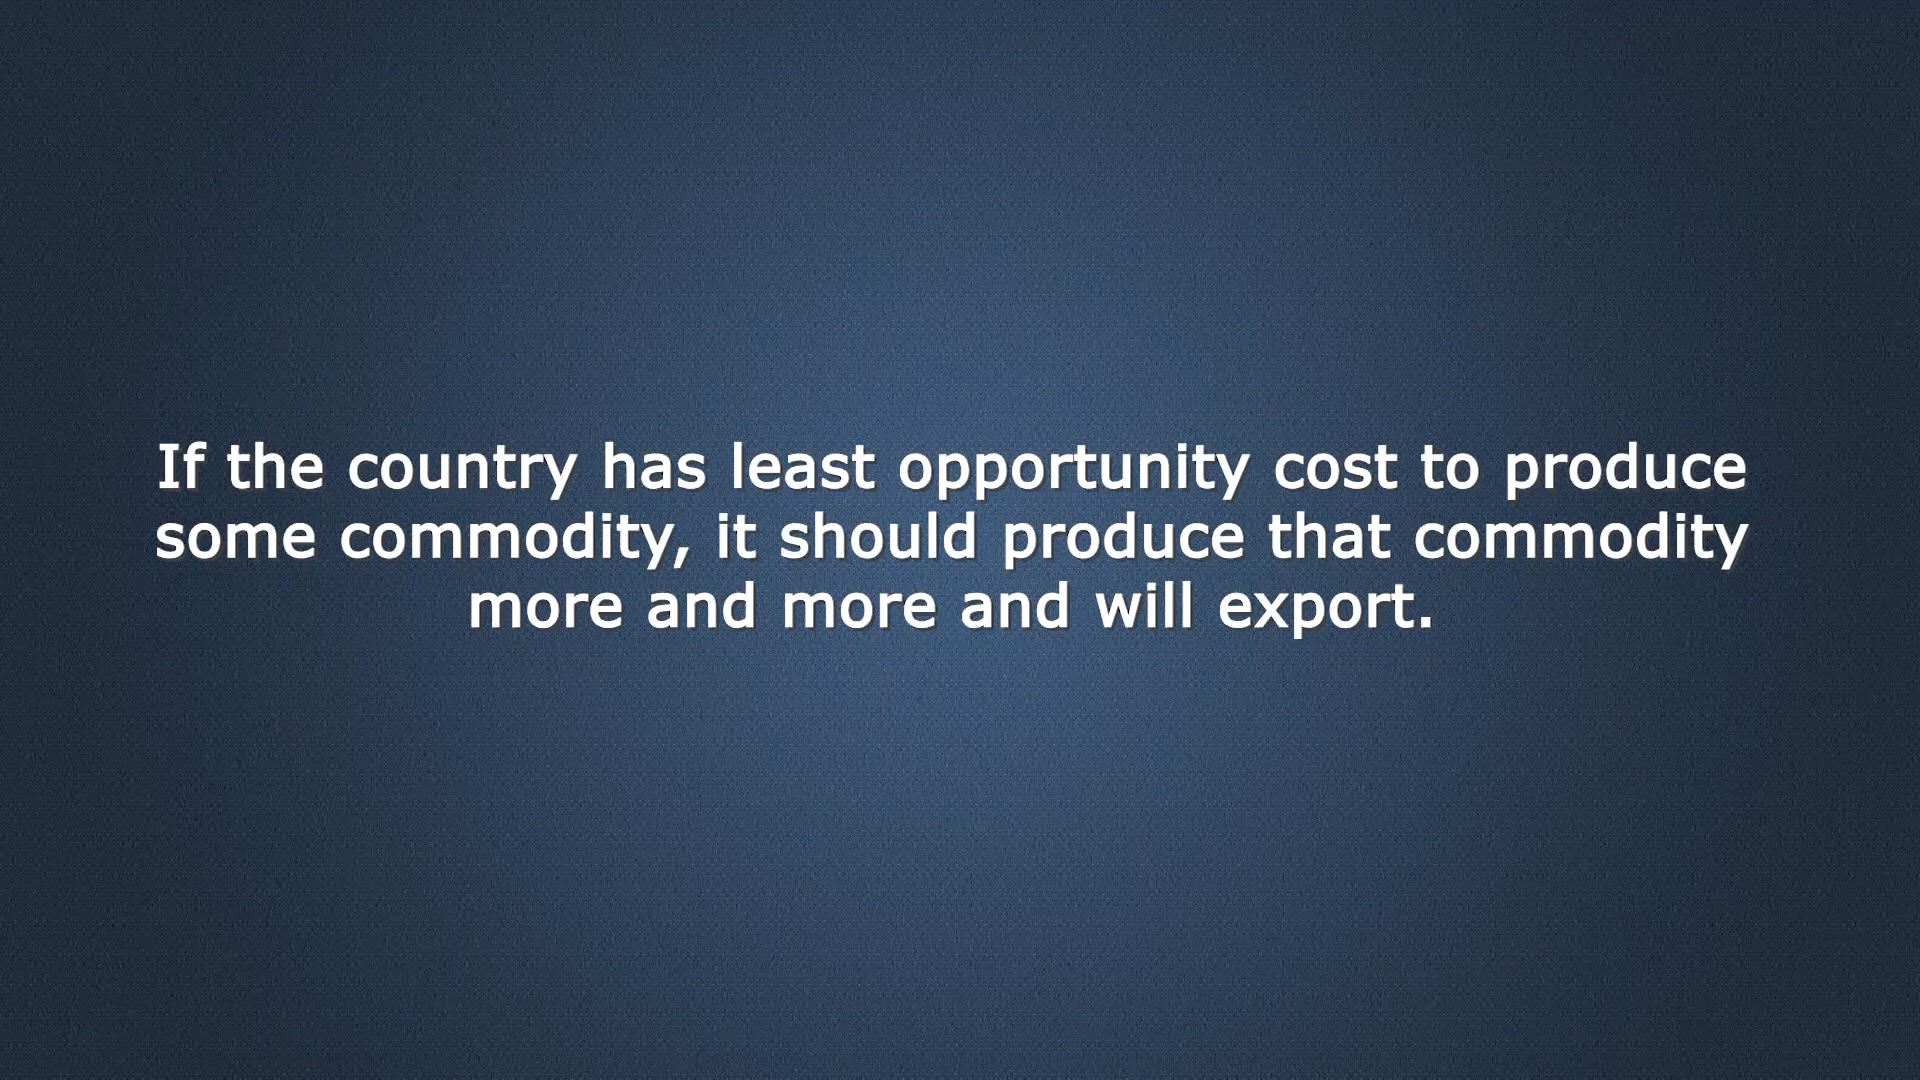 If the country has least opportunity cost to produce
some commodity, it should produce that commodity
more and more and will export.